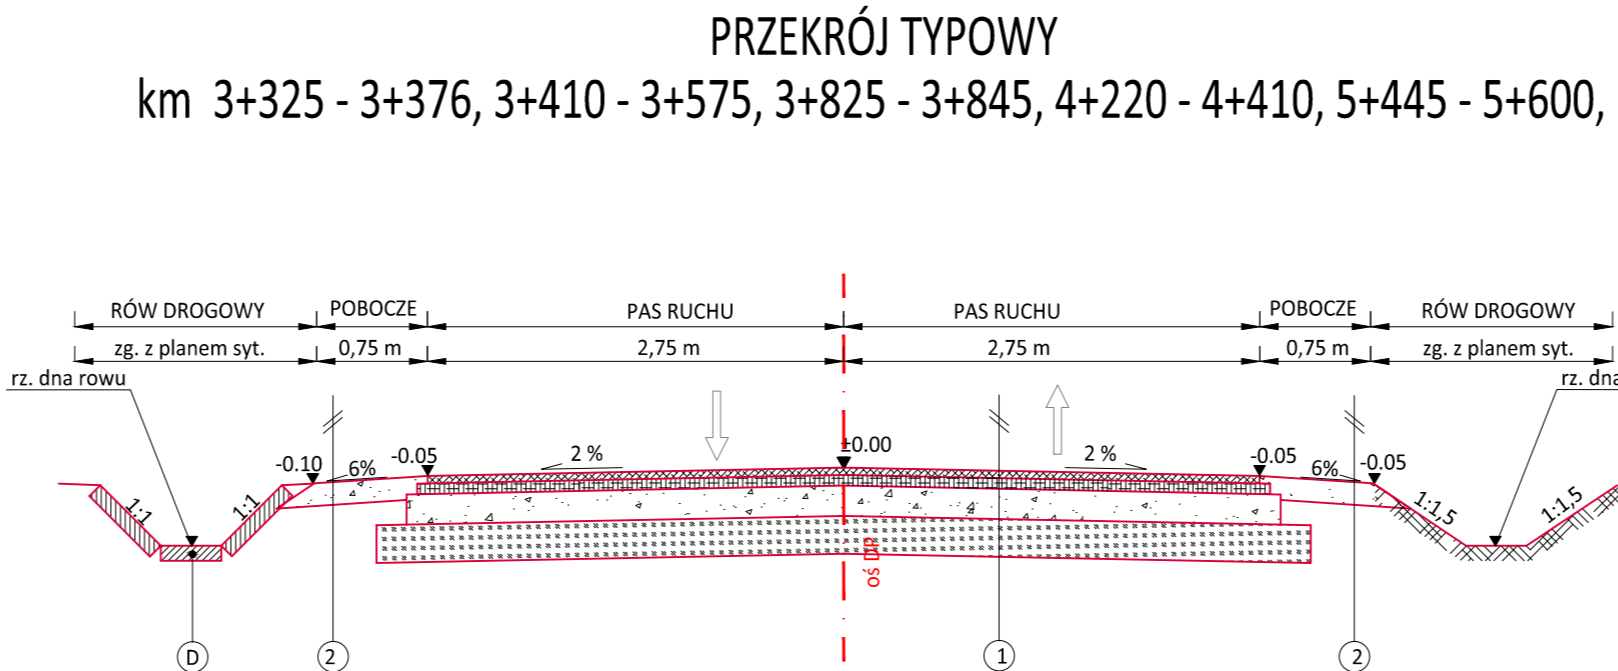 PRZEKRÓJ TYPOWY
km 3+325 - 3+376, 3+410 - 3+575, 3+825 - 3+845, 4+220 - 4+410, 5+445 - 5+600,
RÓW DROGOWY POBOCZE PAS RUCHU PAS RUCHU POBOCZE RÓW DROGOWY
zg. z planem syt. 0,75 m 2,75 m 2,75 m 0,75 m zg. z planem syt.
rz. dna rowu rz. dna
-0.10 6% -0.05 2 % ±0.00 2 % -0.05 6% -0.05
1:1 1:1 1:1,5 1:1,5
oś DP
D 2 1 2